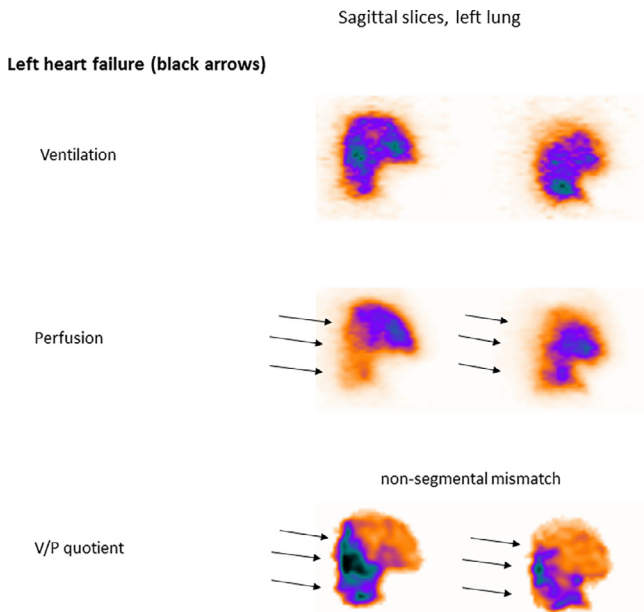 Sagittal slices, left lung
Left heart failure (black arrows)
Ventilation
Perfusion
non-segmental mismatch
V/P quotient